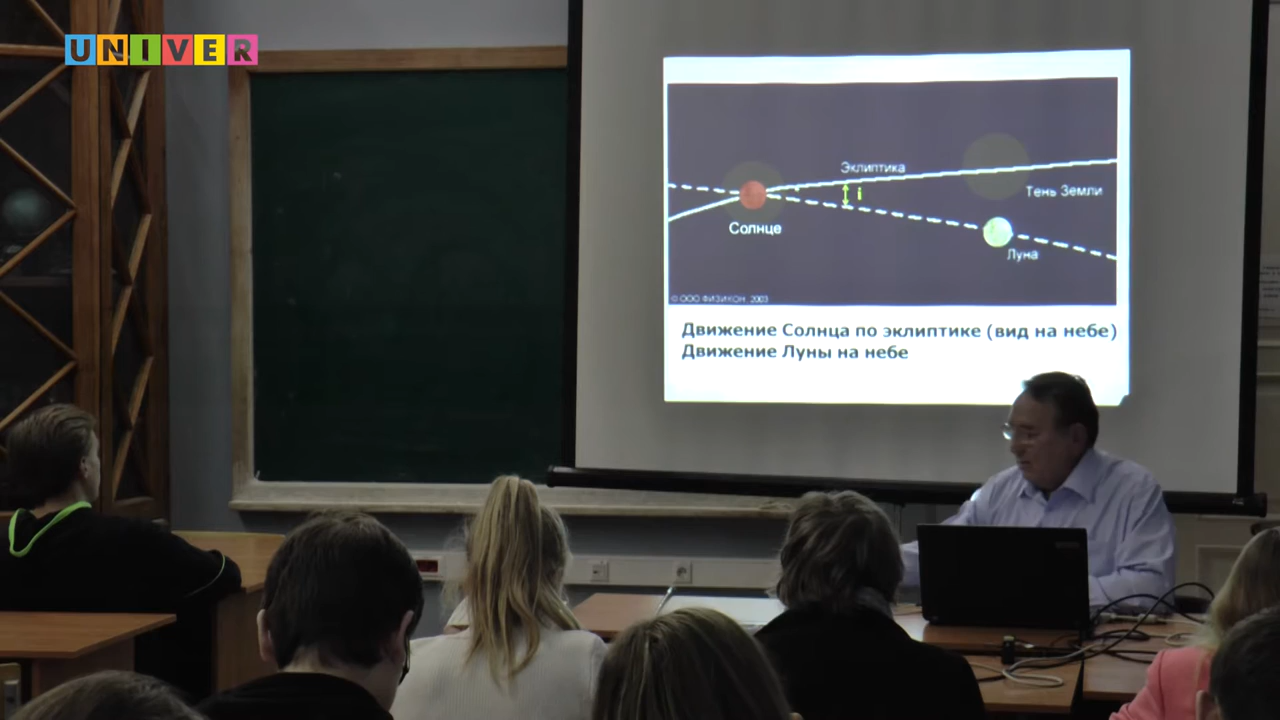 UNIVER
Эклиптика
i
Тень Земли
Солнце
Луна
© ООО ФИЗИКОН, 2003
Движение Солнца по эклиптике (вид на небе)
Движение Луны на небе